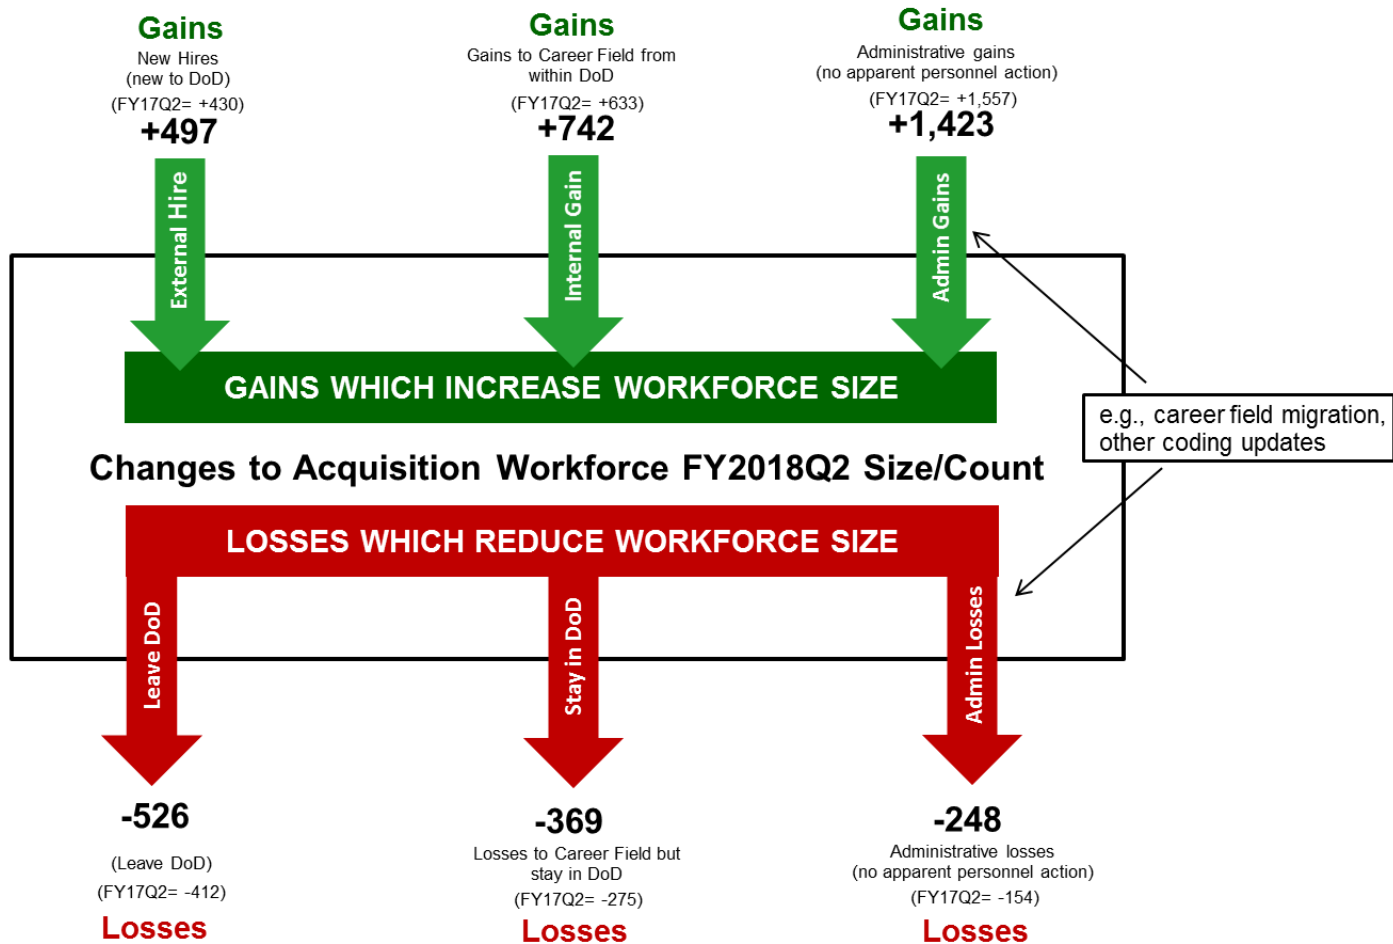 Gains
New Hires
(new to DoD)
(FY17Q2= +430)
+497
External Hire
Gains
Gains to Career Field from
within DoD
(FY17Q2= +633)
+742
Internal Gain
Gains
Administrative gains
(no apparent personnel action)
(FY17Q2= +1,557)
+1,423
Admin Gains
GAINS WHICH INCREASE WORKFORCE SIZE
e.g., career field migration,
other coding updates
Changes to Acquisition Workforce FY2018Q2 Size/Count
LOSSES WHICH REDUCE WORKFORCE SIZE
Leave DoD
-526
(Leave DoD)
(FY17Q2= -412)
Losses
Stay in DoD
-369
Losses to Career Field but
stay in DoD
(FY17Q2= -275)
Losses
Admin Losses
-248
Administrative losses
(no apparent personnel action)
(FY17Q2= -154)
Losses